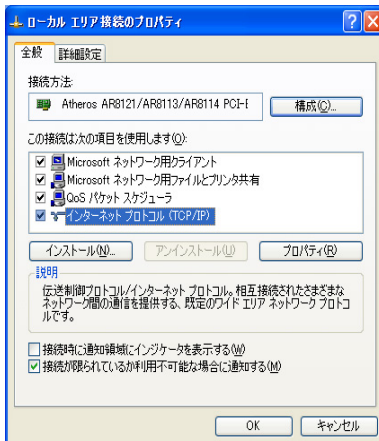 ローカル エリア接続のプロパティ
全般 詳細設定
接続方法:
Atheros AR8121/AR8113/AR8114 PCI-E 構成(C)...
この接続は次の項目を使用します(O):
Microsoft ネットワーク用クライアント
Microsoft ネットワーク用ファイルとプリンタ共有
QoS パケット スケジューラ
インターネット プロトコル (TCP/IP)
インストール(N)... アンインストール(U) プロパティ(R)
説明
伝送制御プロトコル/インターネット プロトコル。相互接続されたさまざまな
ネットワーク間の通信を提供する、既定のワイド エリア ネットワーク プロトコ
ルです。
接続時に通知領域にインジケータを表示する(W)
接続が限られているか利用不可能な場合に通知する(M)
OK キャンセル